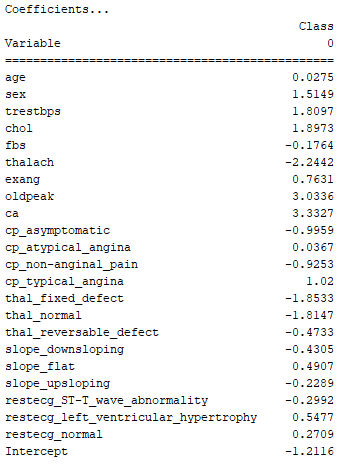 Coefficients...
Class
Variable 0
===============================================
age 0.0275
sex 1.5149
trestbps 1.8097
chol 1.8973
fbs -0.1764
thalach -2.2442
exang 0.7631
oldpeak 3.0336
ca 3.3327
cp_asymptomatic -0.9959
cp_atypical_angina 0.0367
cp_non-anginal_pain -0.9253
cp_typical_angina 1.02
thal_fixed_defect -1.8533
thal_normal -1.8147
thal_reversable_defect -0.4733
slope_downsloping -0.4305
slope_flat 0.4907
slope_upsloping -0.2289
restecg_ST-T_wave_abnormality -0.2992
restecg_left_ventricular_hypertrophy 0.5477
restecg_normal 0.2709
Intercept -1.2116